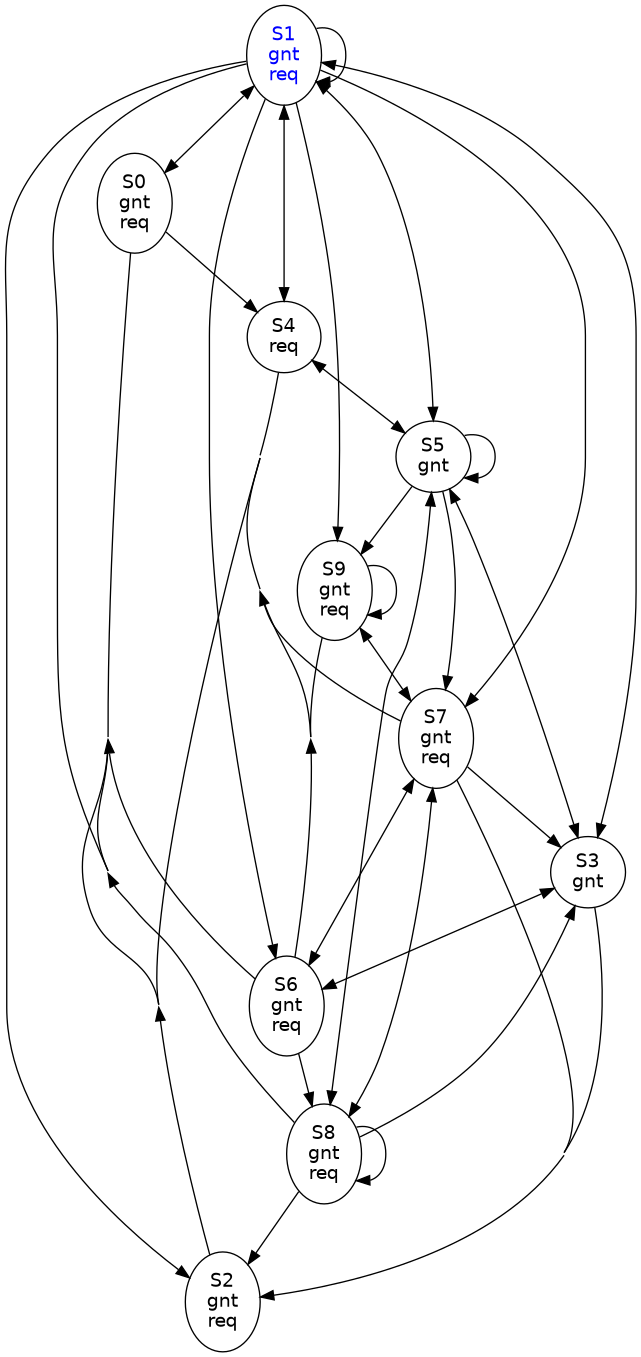 S1
gnt
req
S0
gnt
req
S4
req
S5
gnt
S9
gnt
req
S7
gnt
req
S3
gnt
S6
gnt
req
S8
gnt
req
S2
gnt
req